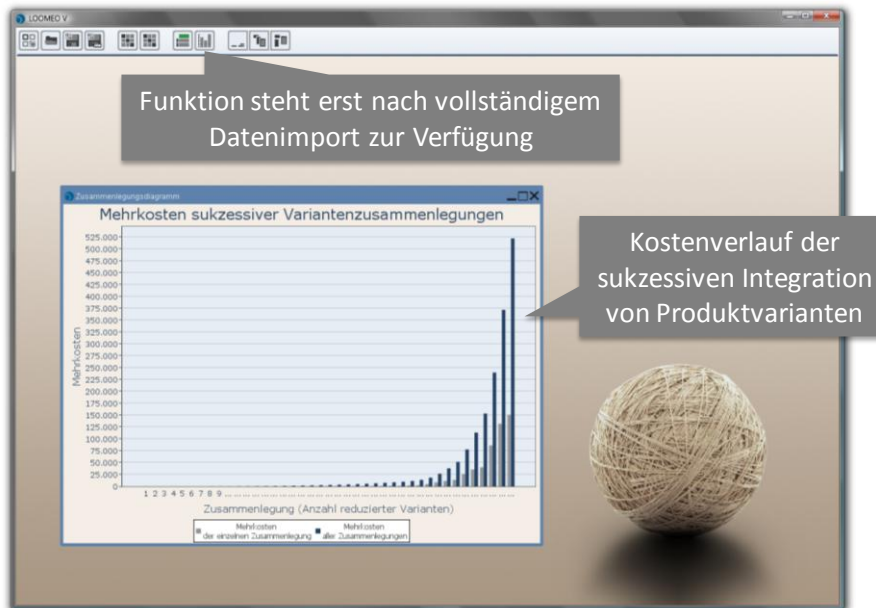 LOOMEO V
Funktion steht erst nach vollständigem
Datenimport zur Verfügung
Zusammenlegungsdiagramm
Mehrkosten sukzessiver Variantenzusammenlegungen
Kostenverlauf der
sukzessiven Integration
von Produktvarianten
Mehrkosten
525.000
500.000
475.000
450.000
425.000
400.000
375.000
350.000
325.000
300.000
275.000
250.000
225.000
200.000
175.000
150.000
125.000
100.000
75.000
50.000
25.000
0
1 2 3 4 5 6 7 8 9 ... ... ... ... ... ... ... ... ... ... ... ... ... ... ... ... ... ... ... ... ... ... ... ... ... ... ... ... ... ... ... ...
Zusammenlegung (Anzahl reduzierter Varianten)
Mehrkosten
der einzelnen Zusammenlegung
Mehrkosten
aller Zusammenlegungen